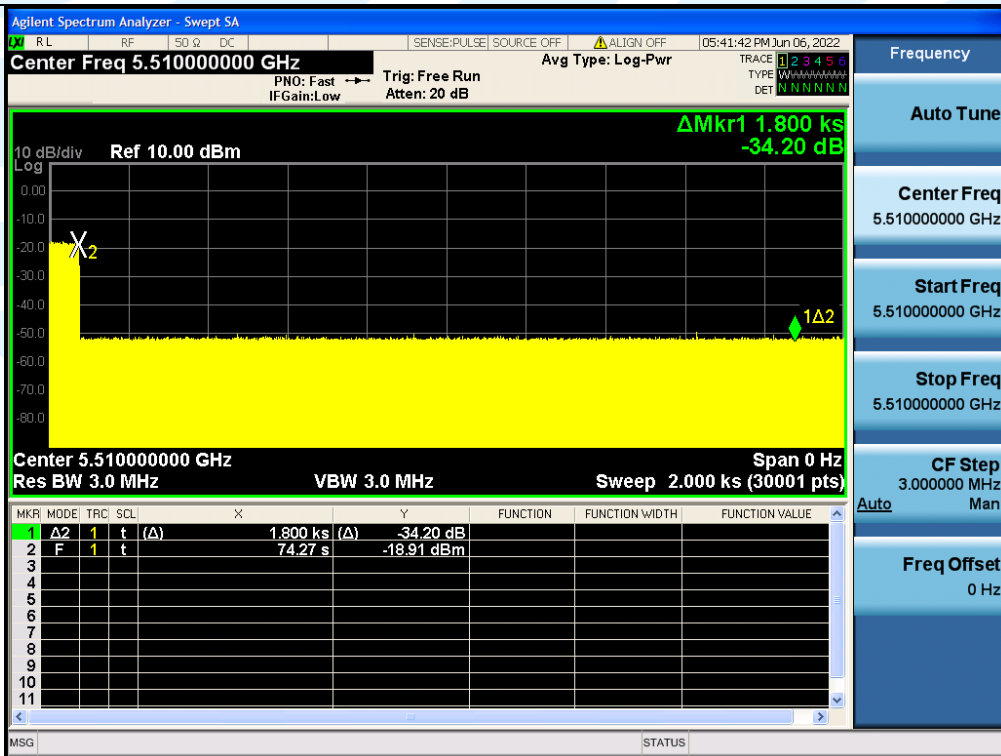 Agilent Spectrum Analyzer - Swept SA
LXI RL RF 50 Ω DC SENSE:PULSE SOURCE OFF ALIGN OFF 05:41:42 PM Jun 06, 2022
Center Freq 5.510000000 GHz
PNO: Fast
IFGain:Low
Trig: Free Run
Atten: 20 dB
Avg Type: Log-Pwr
TRACE 1 2 3 4 5 6
TYPE
DET N N N N N N
ΔMkr1 1.800 ks
-34.20 dB
10 dB/div Ref 10.00 dBm
Log
0.00
-10.0
-20.0
-30.0
-40.0
-50.0
-60.0
-70.0
-80.0
2
1Δ2
Center 5.510000000 GHz Span 0 Hz
Res BW 3.0 MHz VBW 3.0 MHz Sweep 2.000 ks (30001 pts)
MKR MODE TRC SCL X Y FUNCTION FUNCTION WIDTH FUNCTION VALUE
1 Δ2 1 t (Δ) 1.800 ks (Δ) -34.20 dB
2 F 1 t 74.27 s -18.91 dBm
3
4
5
6
7
8
9
10
11
MSG STATUS
Frequency
Auto Tune
Center Freq
5.510000000 GHz
Start Freq
5.510000000 GHz
Stop Freq
5.510000000 GHz
CF Step
3.000000 MHz
Auto Man
Freq Offset
0 Hz